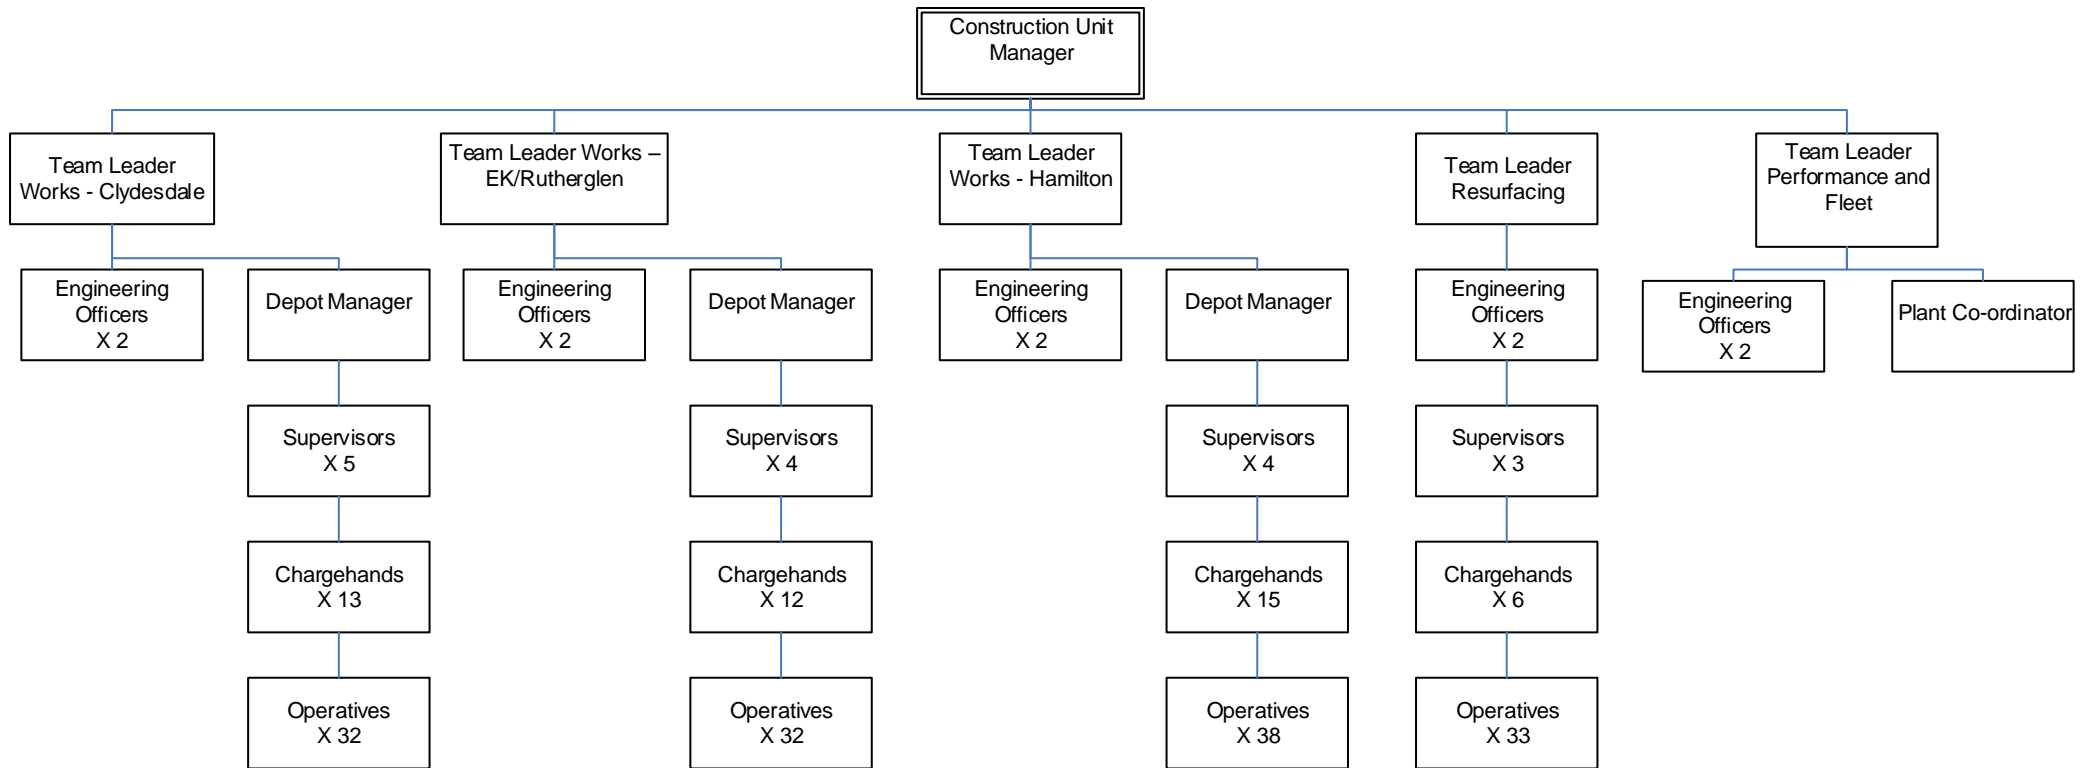 Construction Unit
Manager
Team Leader
Works - Clydesdale
Team Leader Works –
EK/Rutherglen
Team Leader
Works - Hamilton
Team Leader
Resurfacing
Team Leader
Performance and
Fleet
Engineering
Officers
X 2
Depot Manager
Engineering
Officers
X 2
Depot Manager
Engineering
Officers
X 2
Depot Manager
Engineering
Officers
X 2
Engineering
Officers
X 2
Plant Co-ordinator
Supervisors
X 5
Supervisors
X 4
Supervisors
X 4
Supervisors
X 3
Chargehands
X 13
Chargehands
X 12
Chargehands
X 15
Chargehands
X 6
Operatives
X 32
Operatives
X 32
Operatives
X 38
Operatives
X 33